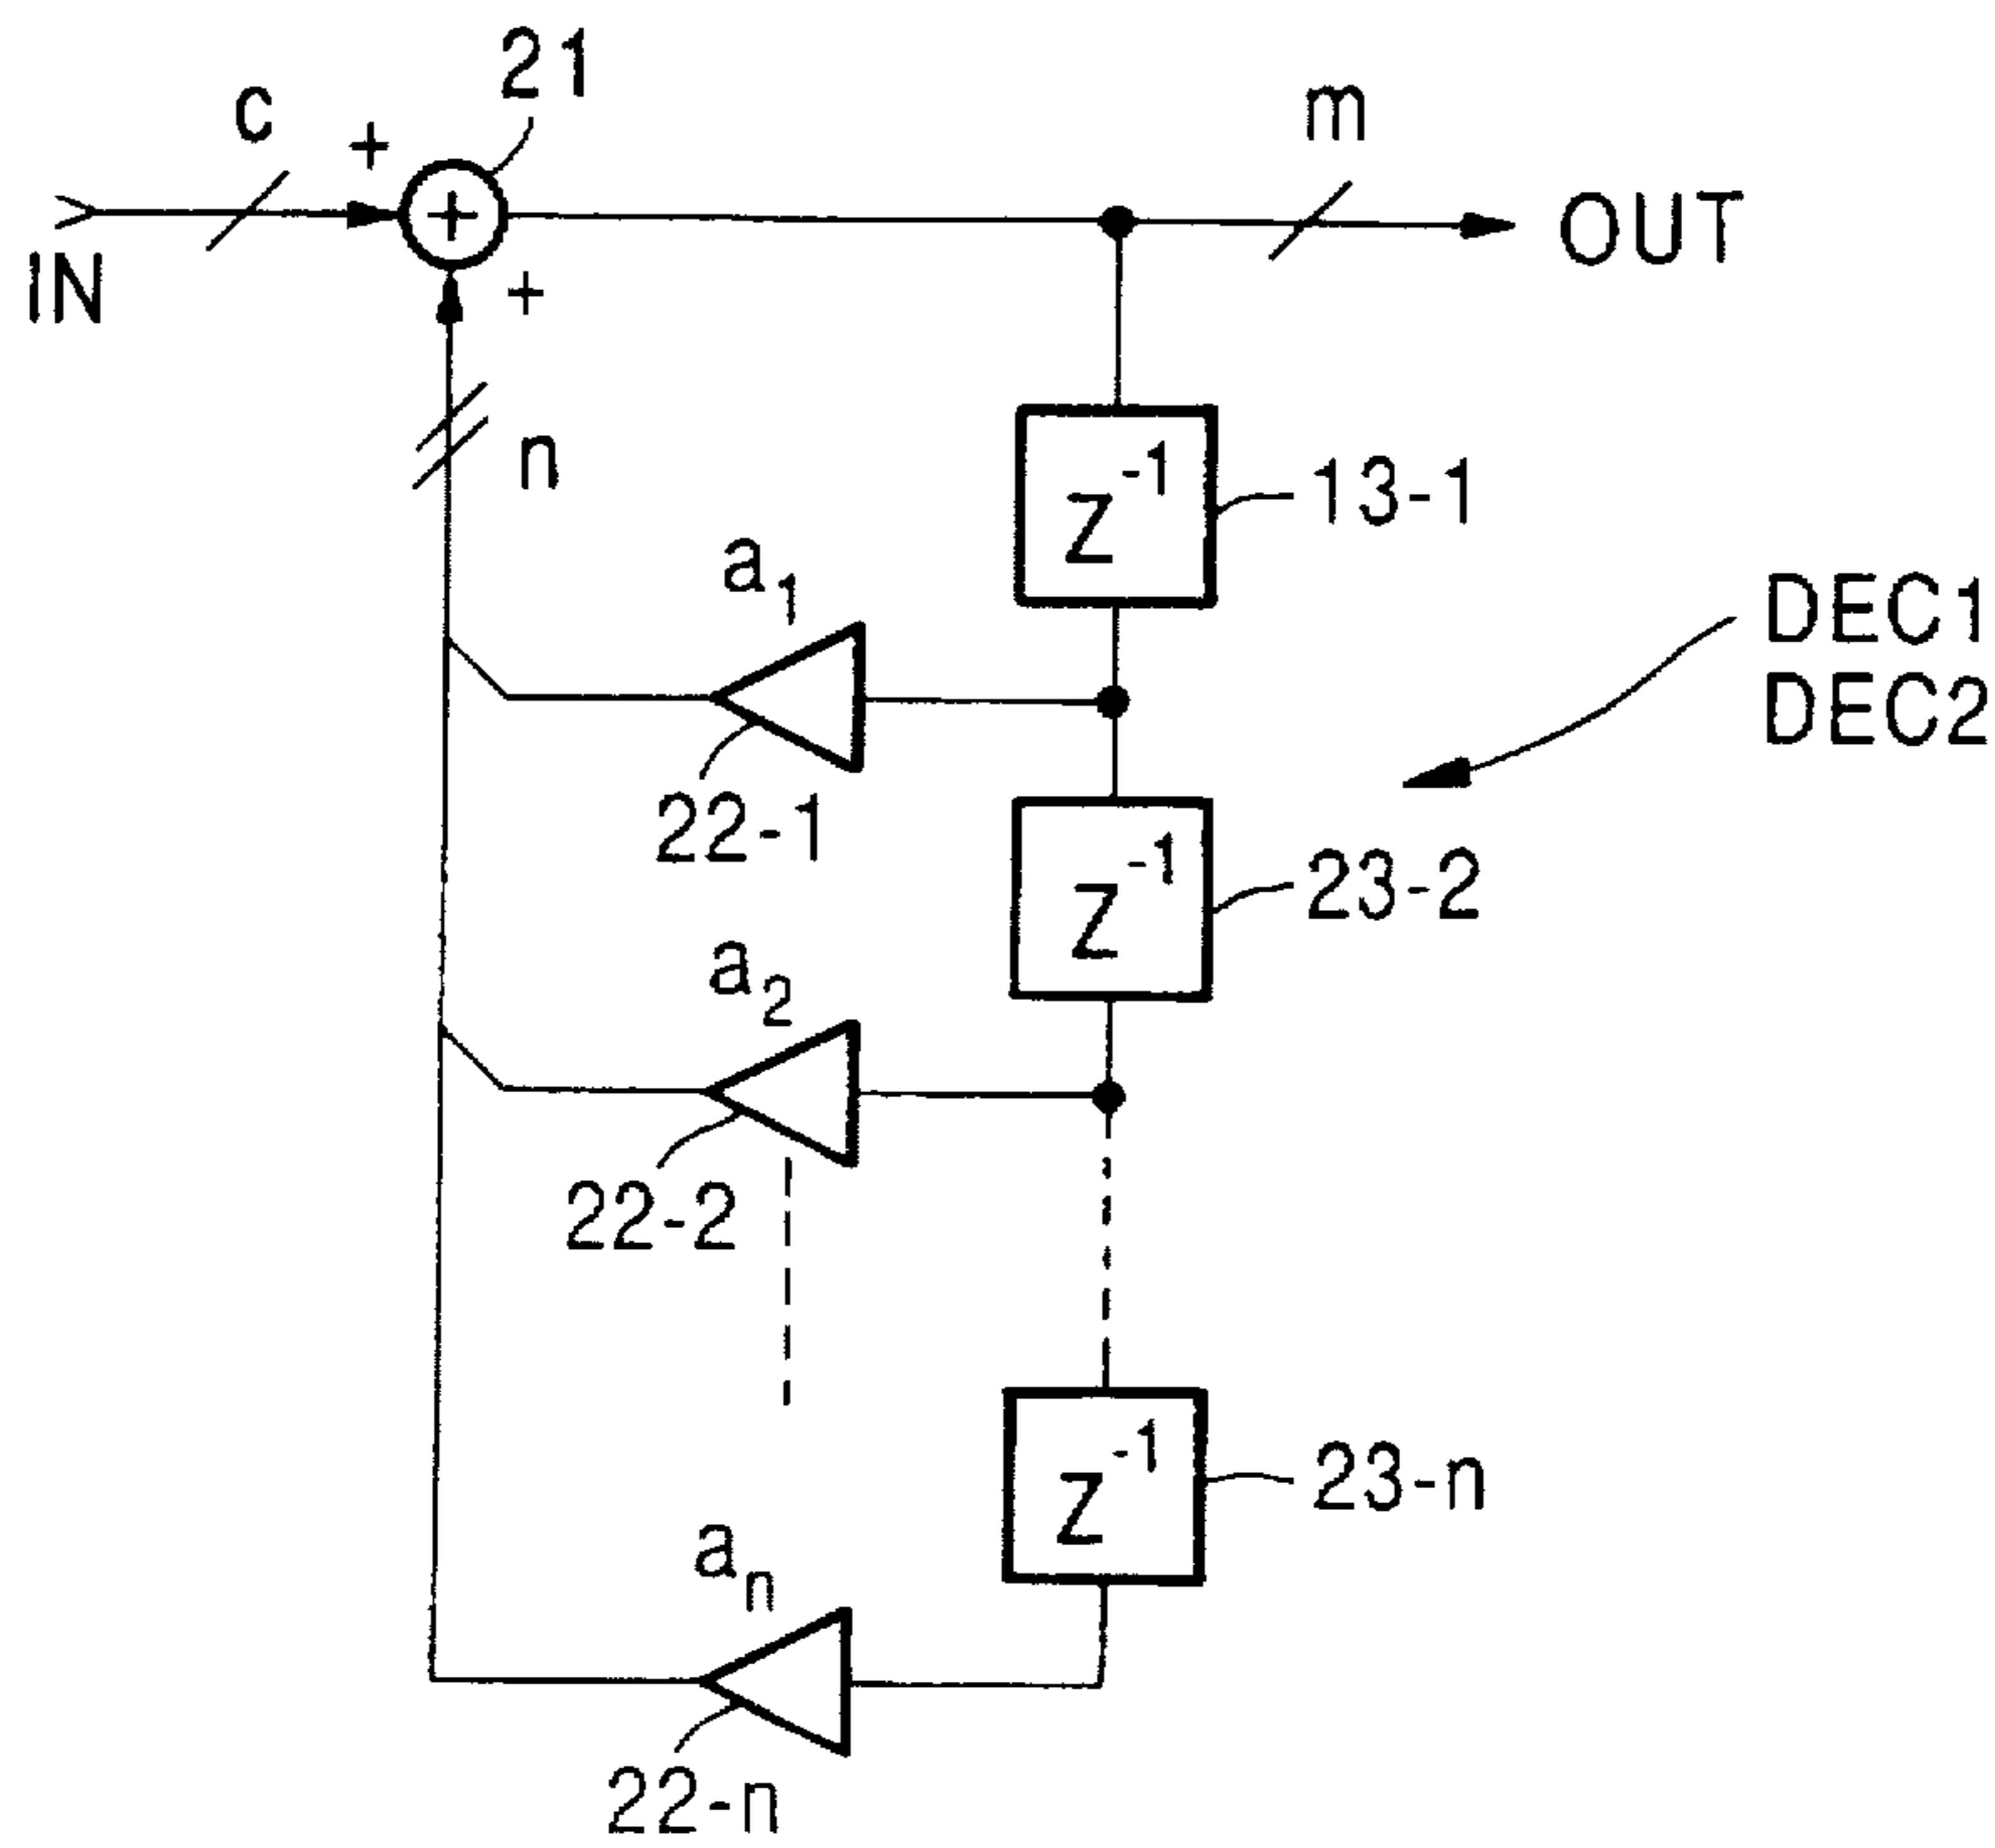 21
c
m
+
+
IN
OUT
+
n
z⁻¹
13-1
a₁
DEC1
DEC2
22-1
z⁻¹
23-2
a₂
22-2
z⁻¹
23-n
aₙ
22-n